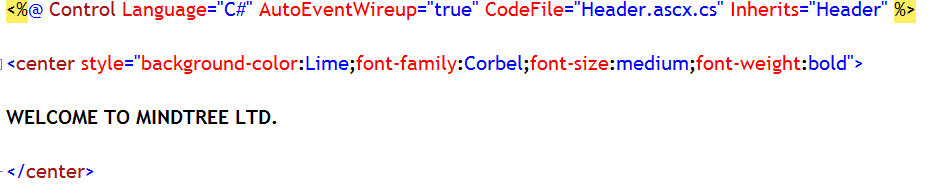 <%@ Control Language="C#" AutoEventWireup="true" CodeFile="Header.ascx.cs" Inherits="Header" %>
<center style="background-color:Lime;font-family:Corbel;font-size:medium;font-weight:bold">
WELCOME TO MINDTREE LTD.
</center>